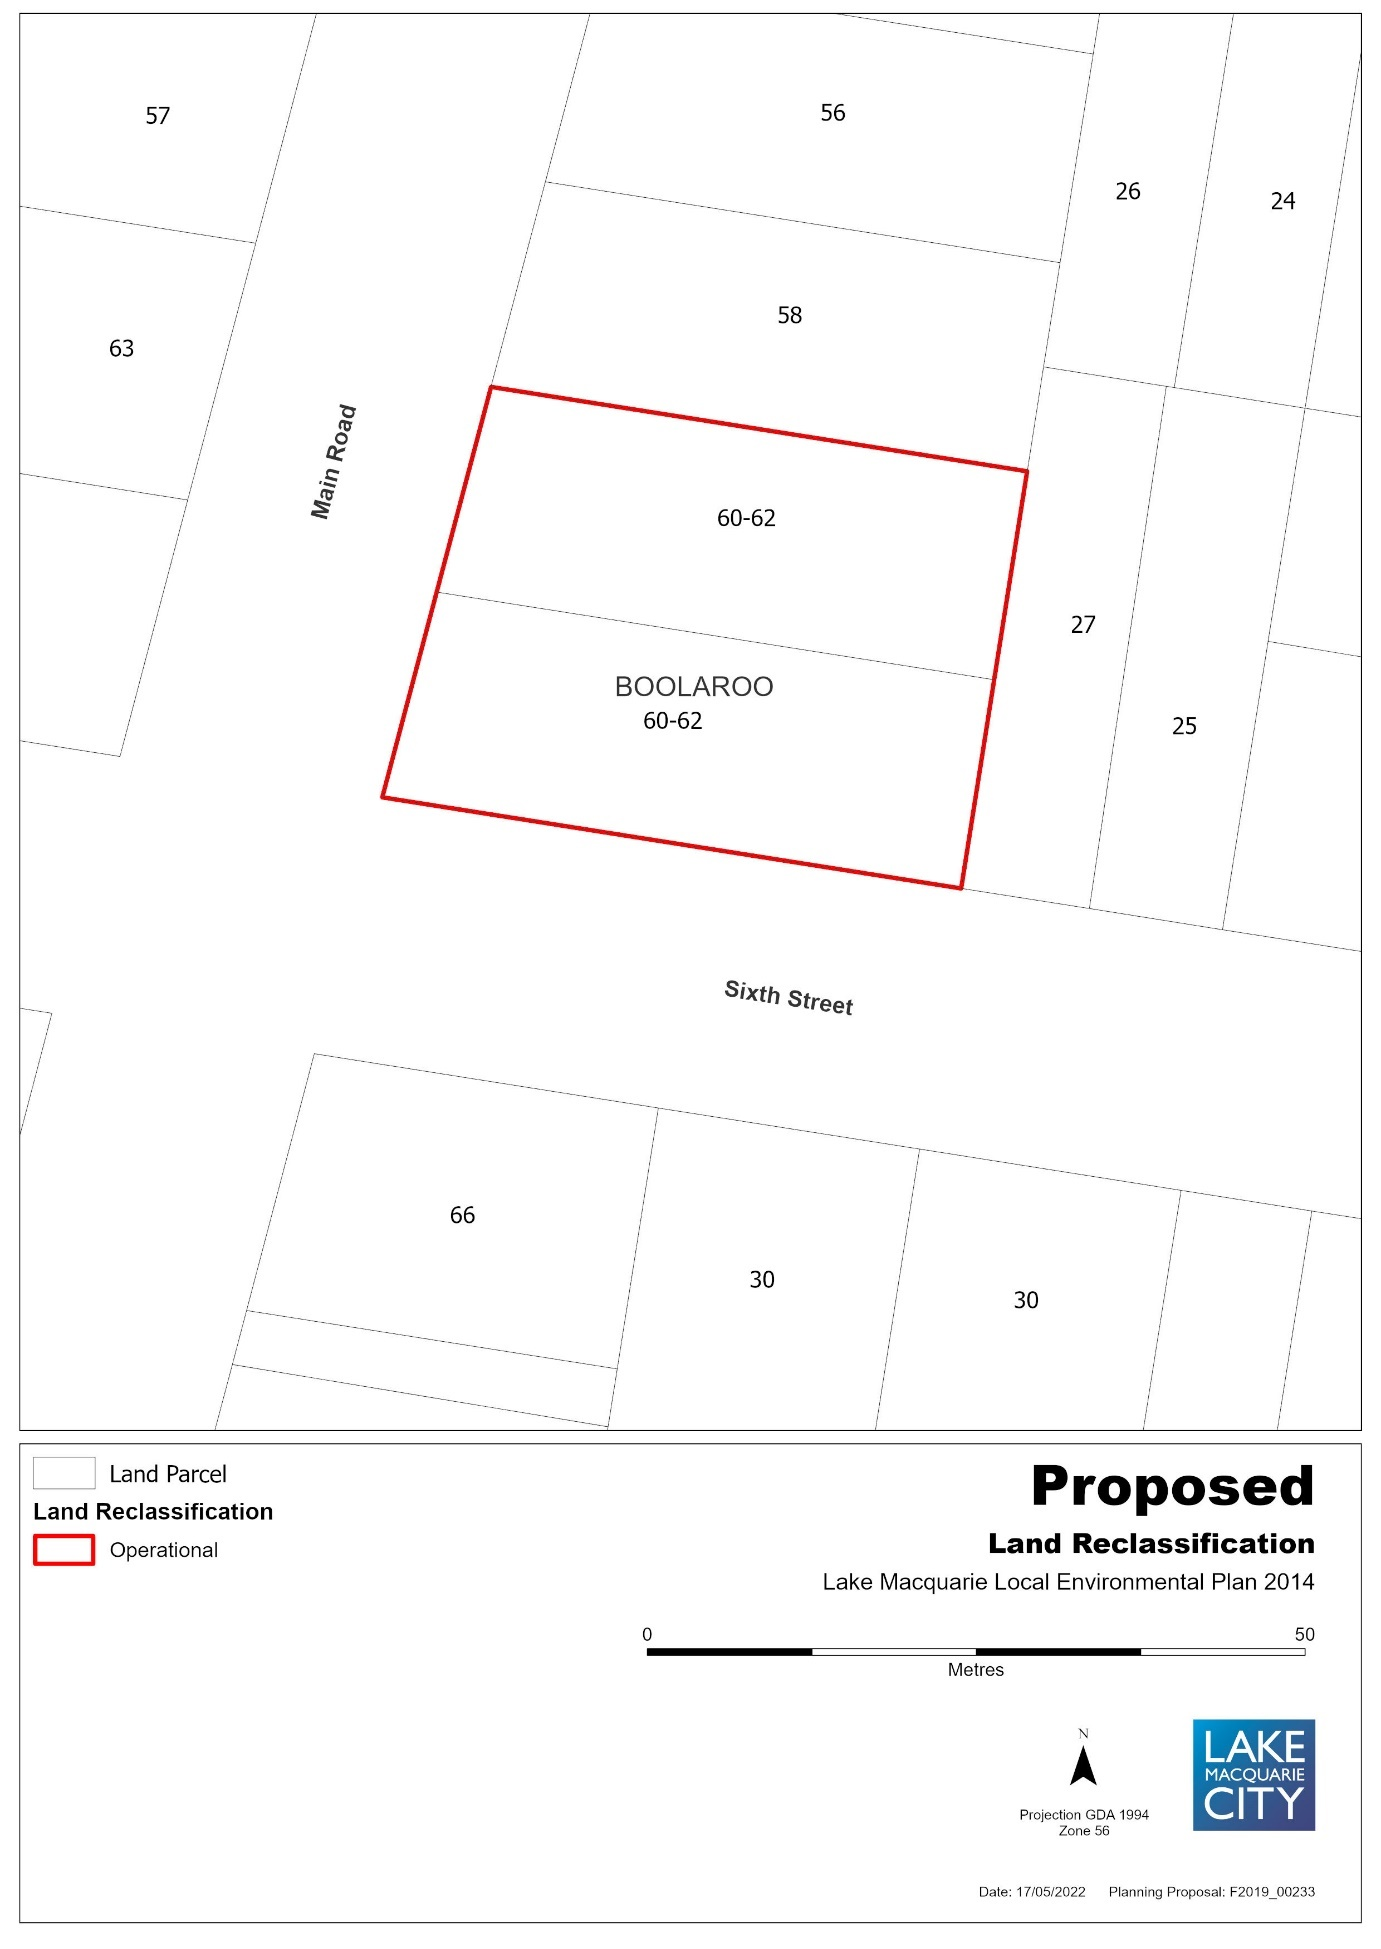 57
56
26
24
58
63
Main Road
60-62
27
BOOLAROO
60-62
25
Sixth Street
66
30
30
Land Parcel
Land Reclassification
Operational
Proposed
Land Reclassification
Lake Macquarie Local Environmental Plan 2014
0 50
Metres
N
Projection GDA 1994
Zone 56
LAKE
MACQUARIE
CITY
Date: 17/05/2022 Planning Proposal: F2019_00233